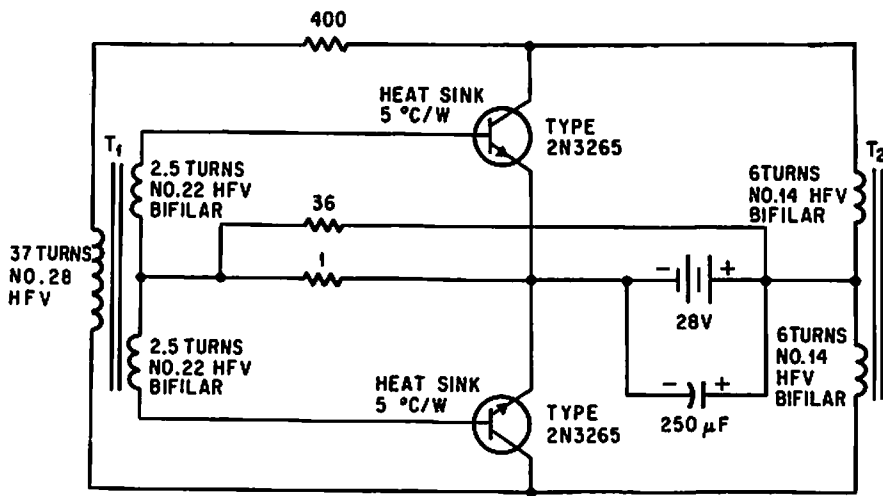 400
HEAT SINK
5 °C/W
TYPE
2N3265
T1
2.5 TURNS
NO.22 HFV
BIFILAR
T2
6TURNS
NO.14 HFV
BIFILAR
36
37 TURNS
NO.28
HFV
1
- +
28V
2.5 TURNS
NO.22 HFV
BIFILAR
6TURNS
NO.14
HFV
BIFILAR
HEAT SINK
5 °C/W
TYPE
2N3265
- +
250 µF